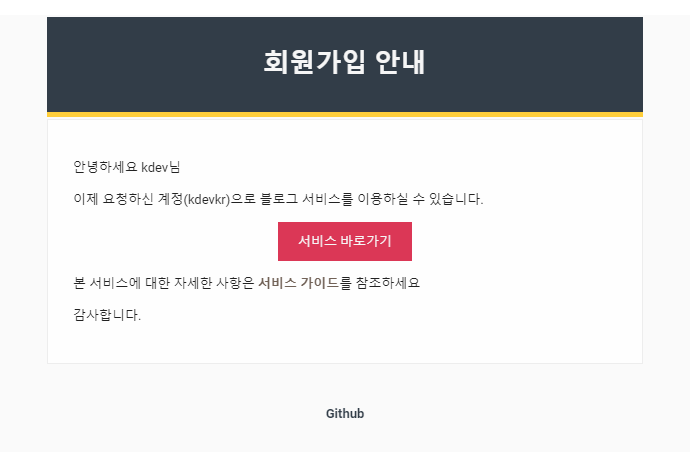 회원가입 안내
안녕하세요 kdev님
이제 요청하신 계정(kdevkr)으로 블로그 서비스를 이용하실 수 있습니다.
서비스 바로가기
본 서비스에 대한 자세한 사항은 서비스 가이드를 참조하세요
감사합니다.
Github